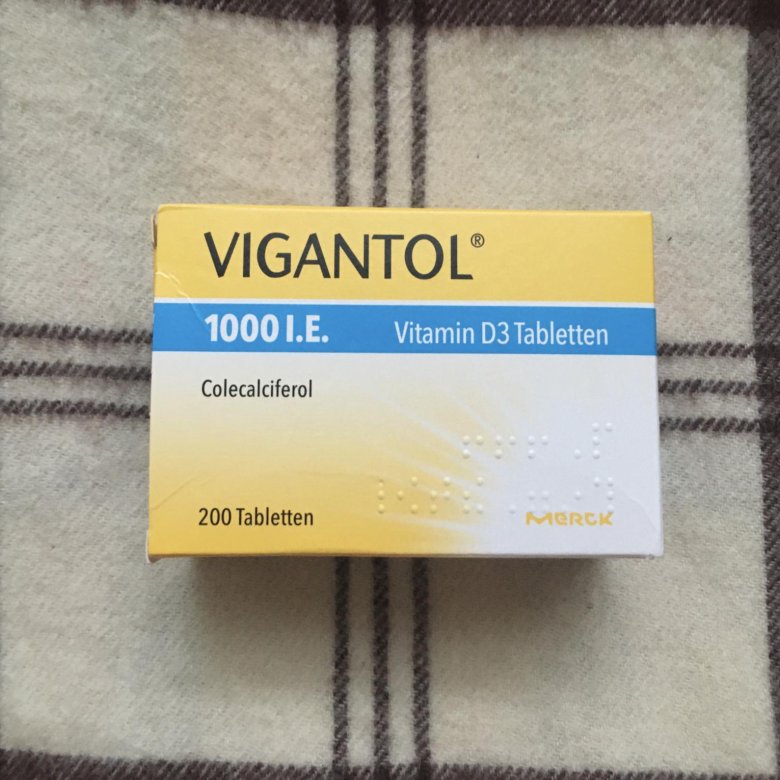 VIGANTOL®
1000 I.E. Vitamin D3 Tabletten
Colecalciferol
200 Tabletten
MERCK